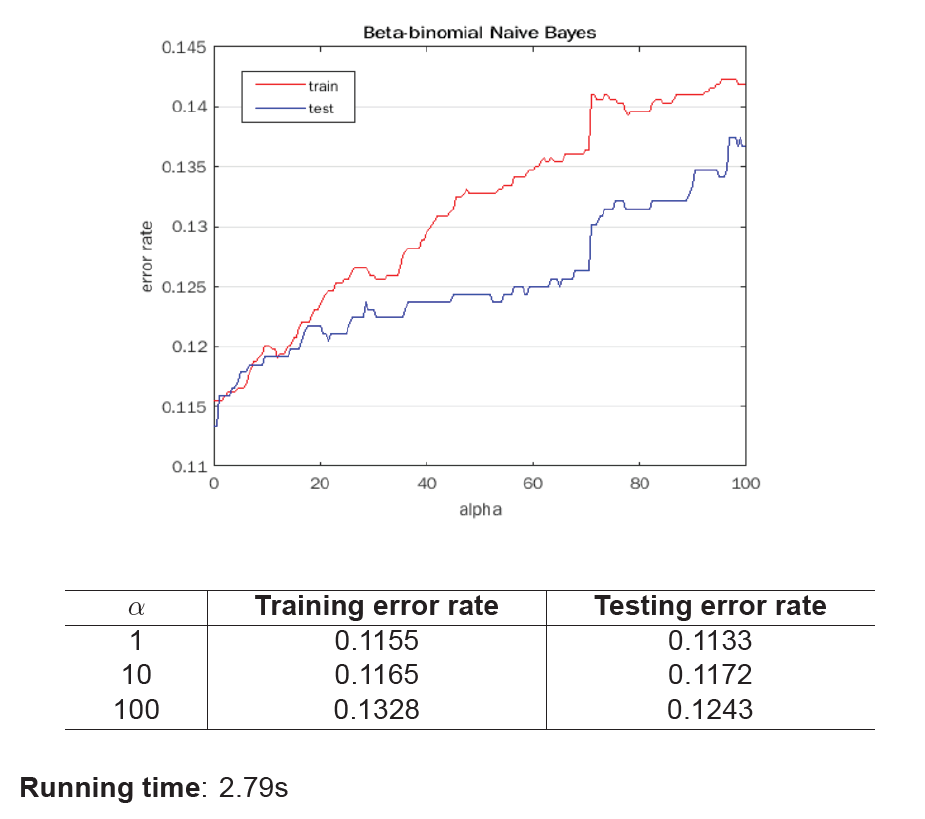 Beta-binomial Naive Bayes
0.145
0.14
0.135
0.13
0.125
0.12
0.115
0.11
error rate
train
test
0 20 40 60 80 100
alpha
α Training error rate Testing error rate
1 0.1155 0.1133
10 0.1165 0.1172
100 0.1328 0.1243
Running time: 2.79s